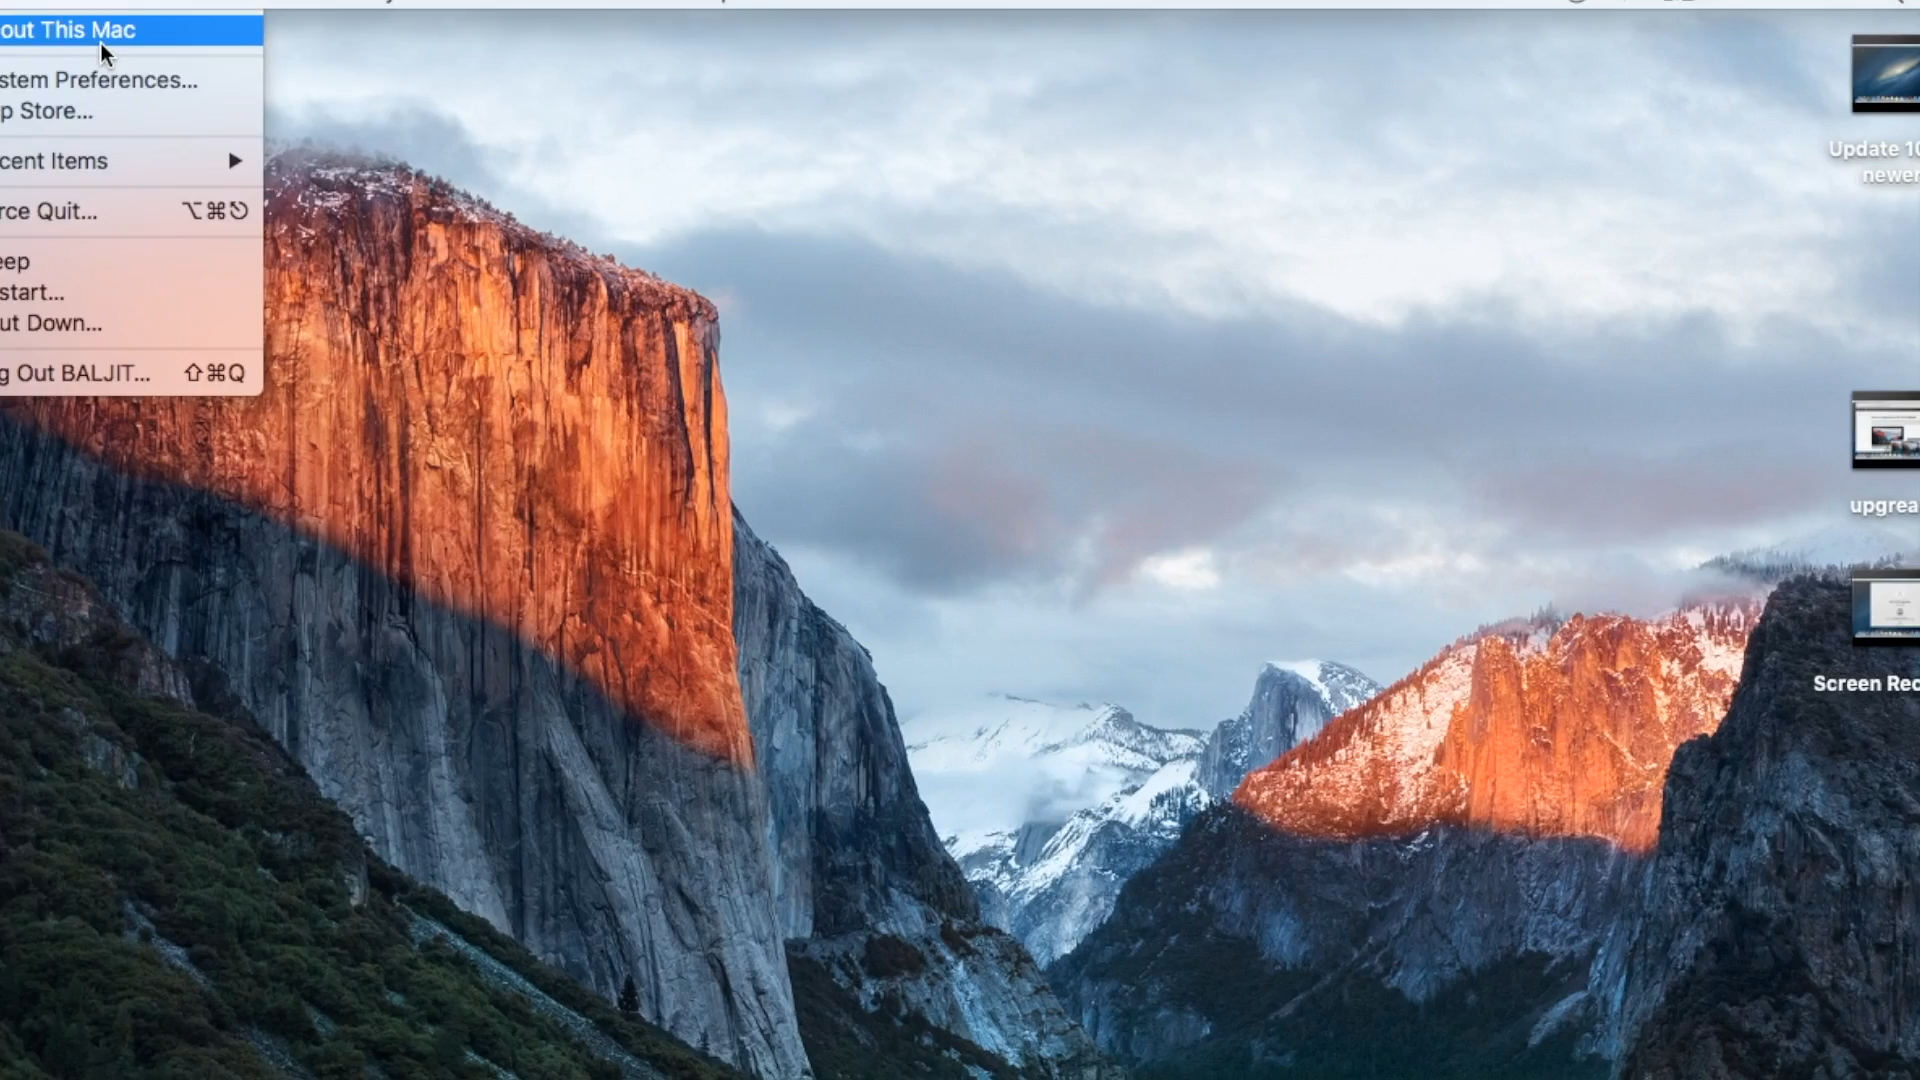 out This Mac
stem Preferences...
p Store...
cent Items
rce Quit... ⌥⌘⎋
eep
start...
ut Down...
g Out BALJIT... ⇧⌘Q
Update 10
newer
upgrea
Screen Rec